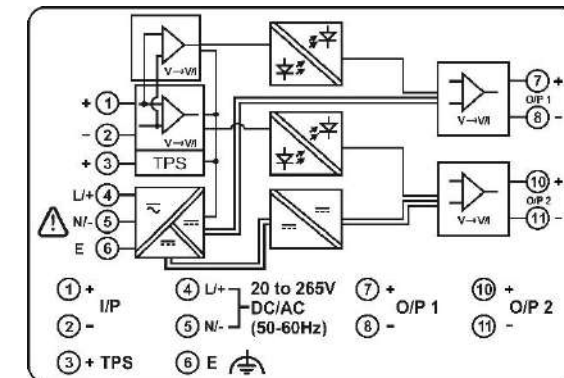 V→V/I
+ 1
- 2
V→V/I
+ 3 TPS
L/+ 4
N/- 5
E 6
7 +
O/P 1
V→V/I
8 -
10 +
O/P 2
V→V/I
11 -
1 + I/P
2 -
3 + TPS
4 L/+ 20 to 265V
DC/AC
5 N/- (50-60Hz)
6 E
7 + O/P 1
8 -
10 + O/P 2
11 -